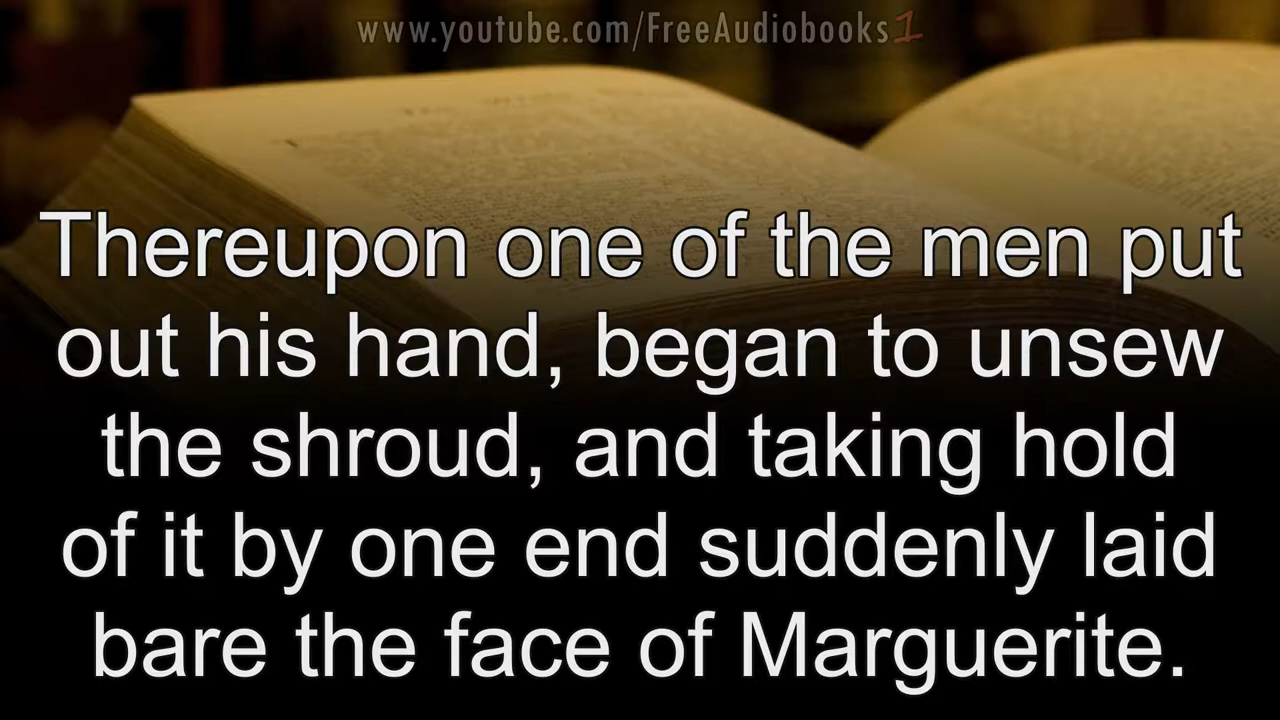 www.youtube.com/FreeAudiobooks1
Thereupon one of the men put
out his hand, began to unsew
the shroud, and taking hold
of it by one end suddenly laid
bare the face of Marguerite.